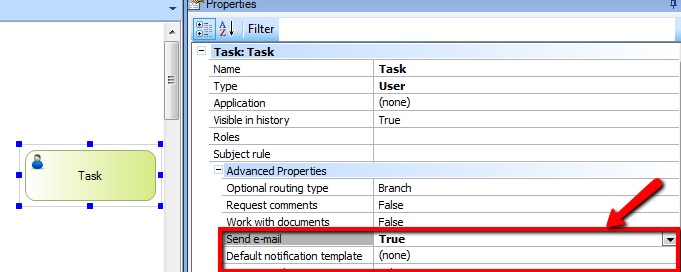 Properties
Filter
Task: Task
Name Task
Type User
Application (none)
Visible in history True
Roles
Subject rule
Advanced Properties
Optional routing type Branch
Request comments False
Work with documents False
Send e-mail True
Default notification template (none)
Task